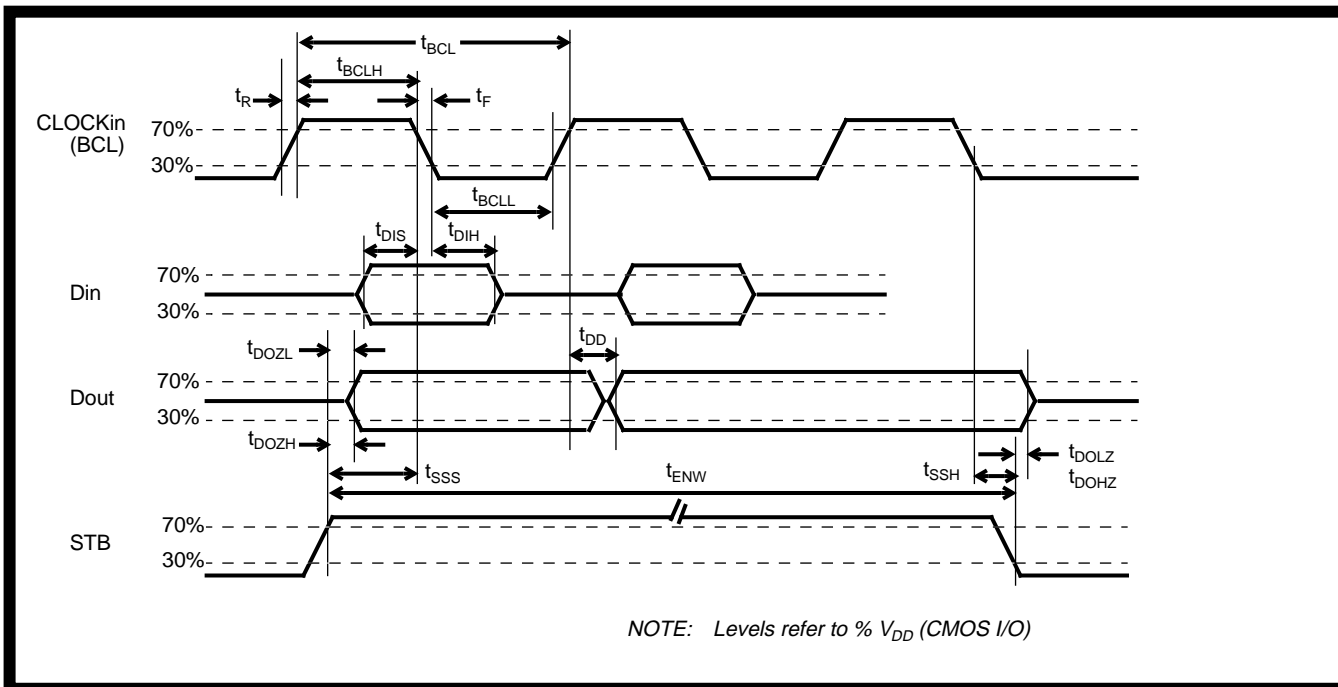 tBCL
tBCLH
tR
tF
CLOCKin
(BCL)
70%
30%
tBCLL
tDIS
tDIH
70%
Din
30%
tDOZL
tDD
70%
Dout
30%
tDOZH
tSSS
tENW
tSSH
tDOLZ
tDOHZ
70%
STB
30%
NOTE: Levels refer to % VDD (CMOS I/O)